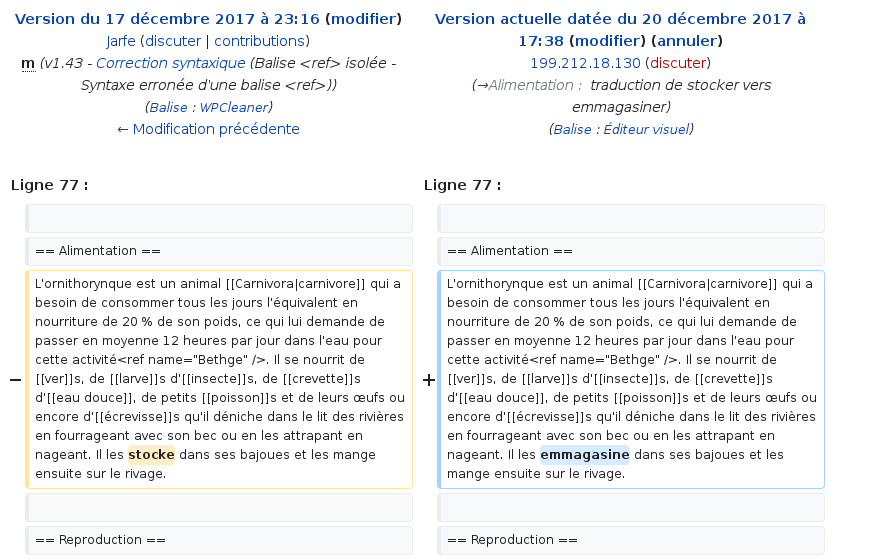 Version du 17 décembre 2017 à 23:16 (modifier)
Jarfe (discuter | contributions)
m (v1.43 - Correction syntaxique (Balise <ref> isolée -
Syntaxe erronée d'une balise <ref>))
(Balise : WPCleaner)
← Modification précédente
Version actuelle datée du 20 décembre 2017 à
17:38 (modifier) (annuler)
199.212.18.130 (discuter)
(→Alimentation : traduction de stocker vers
emmagasiner)
(Balise : Éditeur visuel)
Ligne 77 :
== Alimentation ==
− L'ornithorynque est un animal [[Carnivora|carnivore]] qui a
besoin de consommer tous les jours l'équivalent en
nourriture de 20 % de son poids, ce qui lui demande de
passer en moyenne 12 heures par jour dans l'eau pour
cette activité<ref name="Bethge" />. Il se nourrit de
[[ver]]s, de [[larve]]s d'[[insecte]]s, de [[crevette]]s
d'[[eau douce]], de petits [[poisson]]s et de leurs œufs ou
encore d'[[écrevisse]]s qu'il déniche dans le lit des rivières
en fourrageant avec son bec ou en les attrapant en
nageant. Il les stocke dans ses bajoues et les mange
ensuite sur le rivage.
== Reproduction ==
Ligne 77 :
== Alimentation ==
+ L'ornithorynque est un animal [[Carnivora|carnivore]] qui a
besoin de consommer tous les jours l'équivalent en
nourriture de 20 % de son poids, ce qui lui demande de
passer en moyenne 12 heures par jour dans l'eau pour
cette activité<ref name="Bethge" />. Il se nourrit de
[[ver]]s, de [[larve]]s d'[[insecte]]s, de [[crevette]]s
d'[[eau douce]], de petits [[poisson]]s et de leurs œufs ou
encore d'[[écrevisse]]s qu'il déniche dans le lit des rivières
en fourrageant avec son bec ou en les attrapant en
nageant. Il les emmagasine dans ses bajoues et les
mange ensuite sur le rivage.
== Reproduction ==